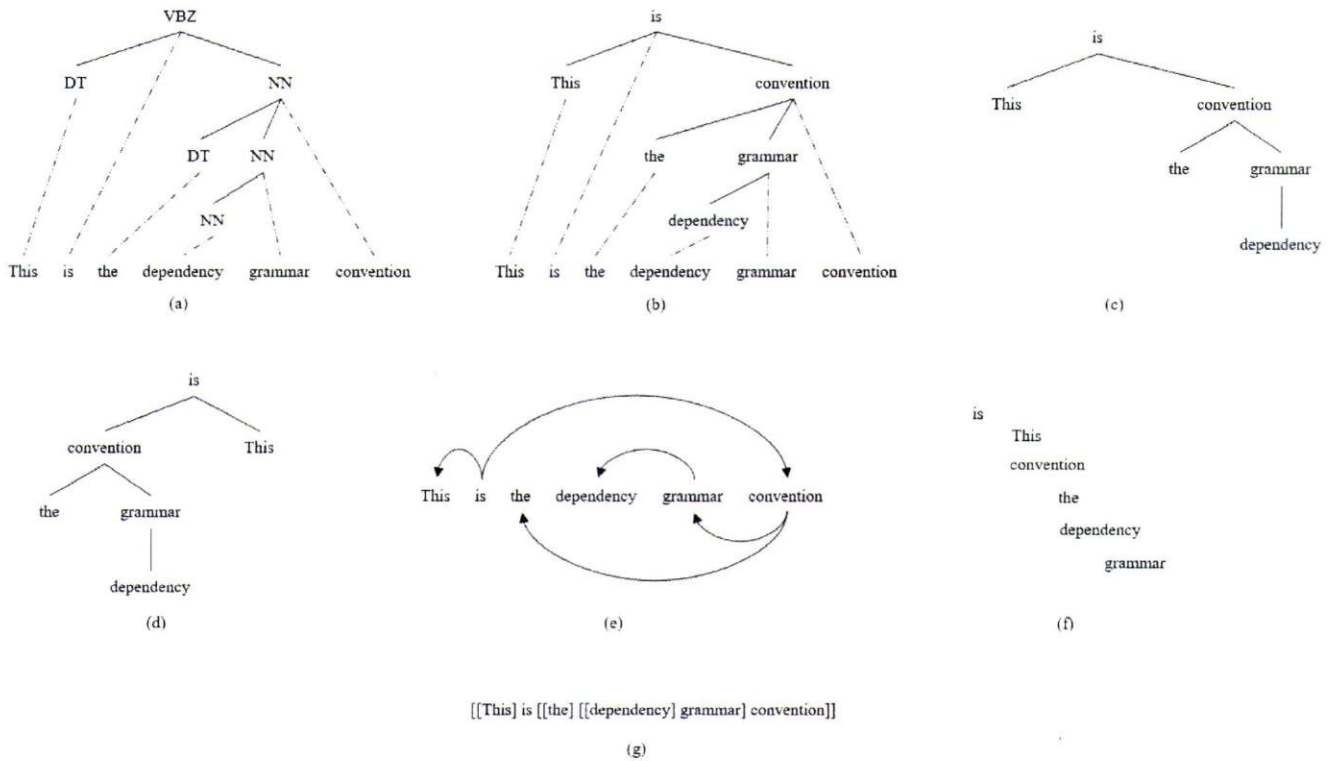 VBZ
DT NN
DT NN
NN
This is the dependency grammar convention
(a)
is
This convention
the grammar
dependency
This is the dependency grammar convention
(b)
is
This convention
the grammar
dependency
(c)
is
convention This
the grammar
dependency
(d)
This is the dependency grammar convention
(e)
is
This
convention
the
dependency
grammar
(f)
[[This] is [[the] [[dependency] grammar] convention]]
(g)